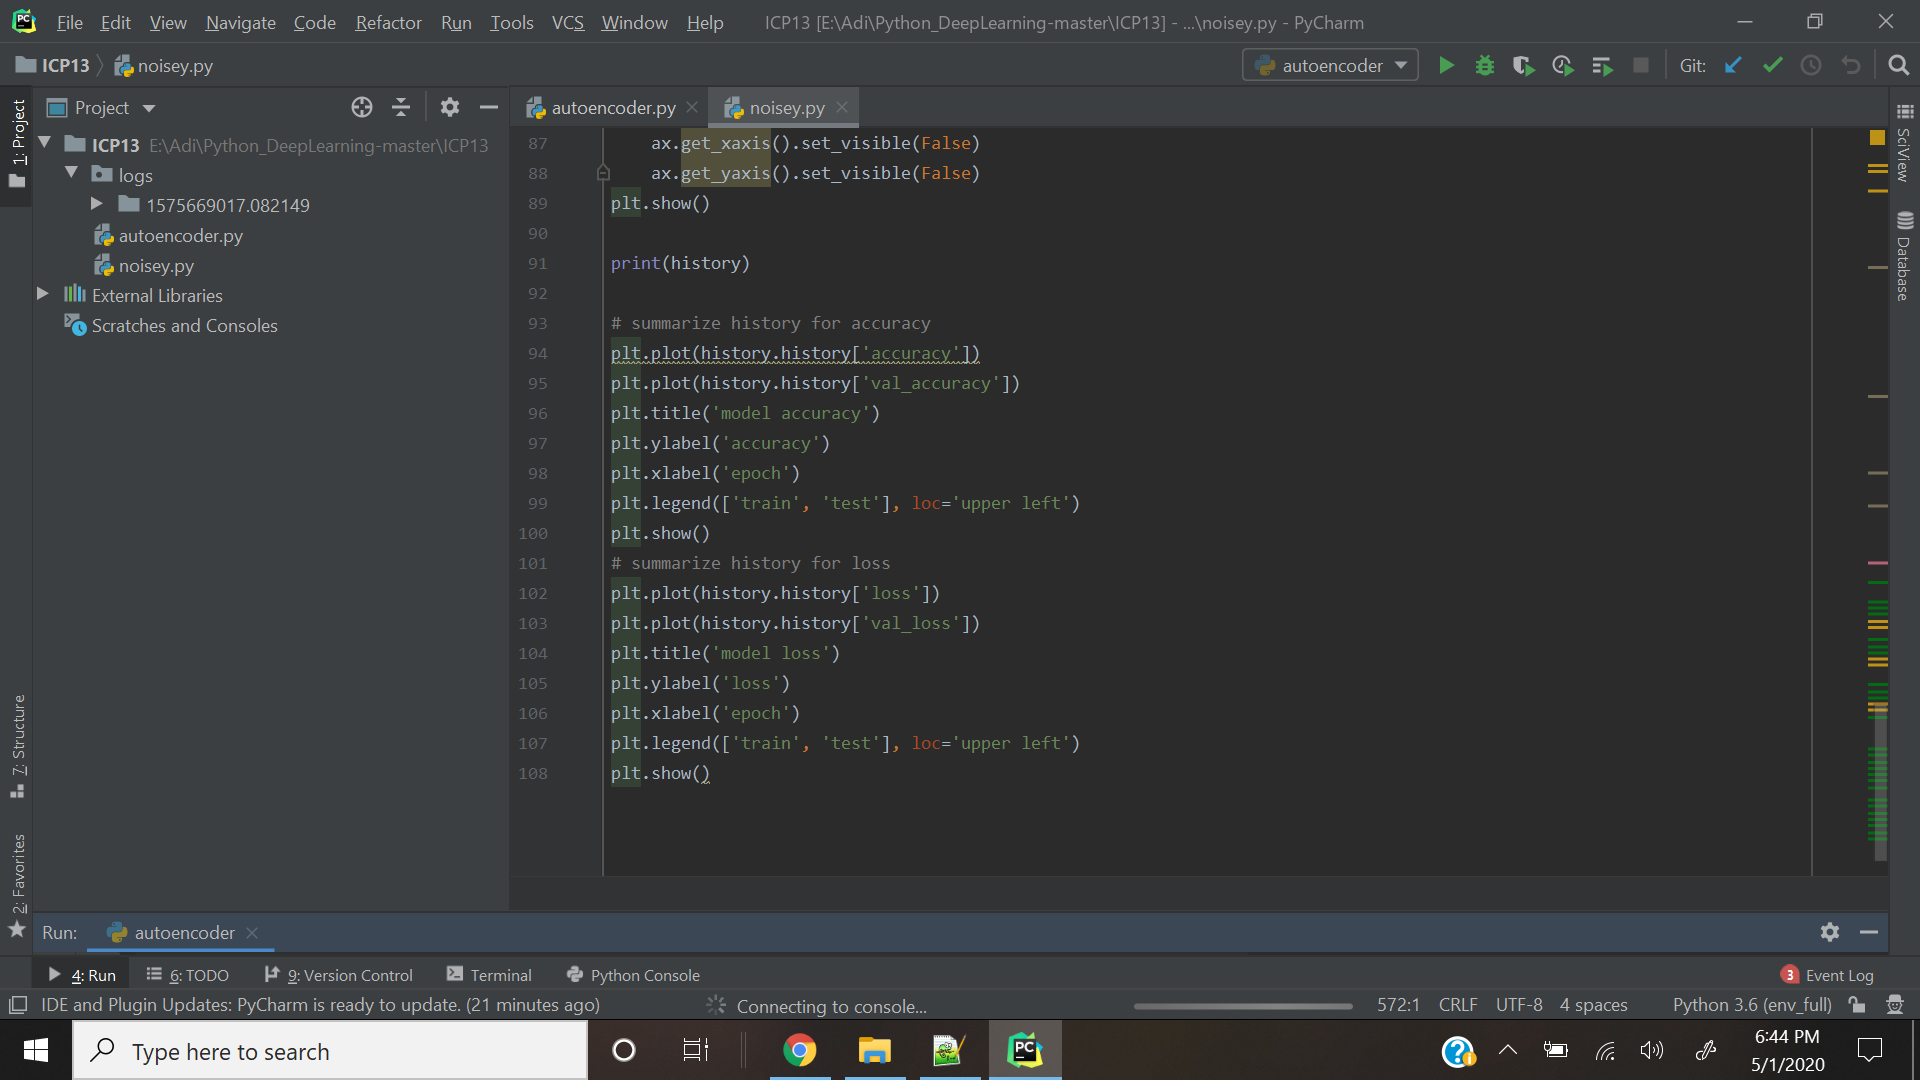 File Edit View Navigate Code Refactor Run Tools VCS Window Help ICP13 [E:\Adi\Python_DeepLearning-master\ICP13] - ...\noisey.py - PyCharm
ICP13 noisey.py autoencoder Git:
1: Project
Project
autoencoder.py
noisey.py
ICP13 E:\Adi\Python_DeepLearning-master\ICP13
logs
1575669017.082149
autoencoder.py
noisey.py
External Libraries
Scratches and Consoles
87 ax.get_xaxis().set_visible(False)
88 ax.get_yaxis().set_visible(False)
89 plt.show()
90
91 print(history)
92
93 # summarize history for accuracy
94 plt.plot(history.history['accuracy'])
95 plt.plot(history.history['val_accuracy'])
96 plt.title('model accuracy')
97 plt.ylabel('accuracy')
98 plt.xlabel('epoch')
99 plt.legend(['train', 'test'], loc='upper left')
100 plt.show()
101 # summarize history for loss
102 plt.plot(history.history['loss'])
103 plt.plot(history.history['val_loss'])
104 plt.title('model loss')
105 plt.ylabel('loss')
106 plt.xlabel('epoch')
107 plt.legend(['train', 'test'], loc='upper left')
108 plt.show()
SciView
Database
7: Structure
2: Favorites
Run: autoencoder
4: Run 6: TODO 9: Version Control Terminal Python Console 3 Event Log
IDE and Plugin Updates: PyCharm is ready to update. (21 minutes ago) Connecting to console... 572:1 CRLF UTF-8 4 spaces Python 3.6 (env_full)
Type here to search
PC
6:44 PM
5/1/2020